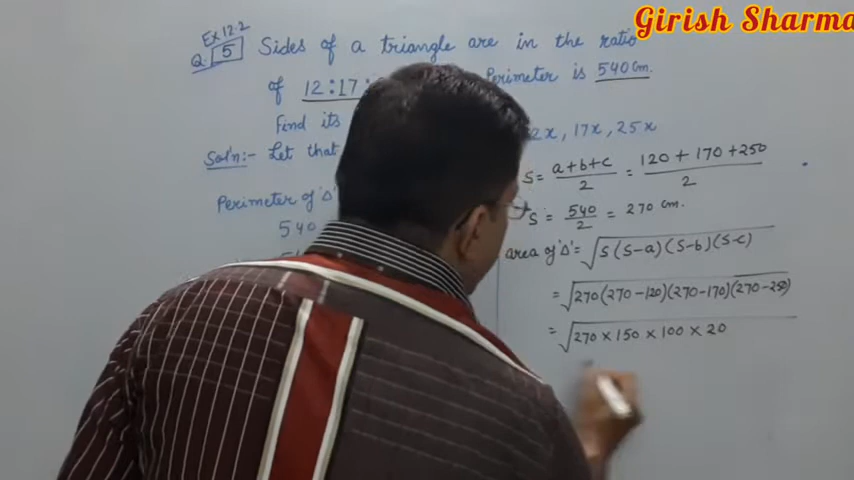 Girish Sharma
Ex 12.2
Q. 5 Sides of a triangle are in the ratio
of 12:17: Perimeter is 540 cm.
Find its
Sol'n:- Let that 2x, 17x, 25x
Perimeter of Δ'
540
S = a+b+c / 2 = 120 + 170 + 250 / 2
S = 540 / 2 = 270 cm.
area of 'Δ' = √S(S-a)(S-b)(S-c)
= √270(270-120)(270-170)(270-250)
= √270 × 150 × 100 × 20